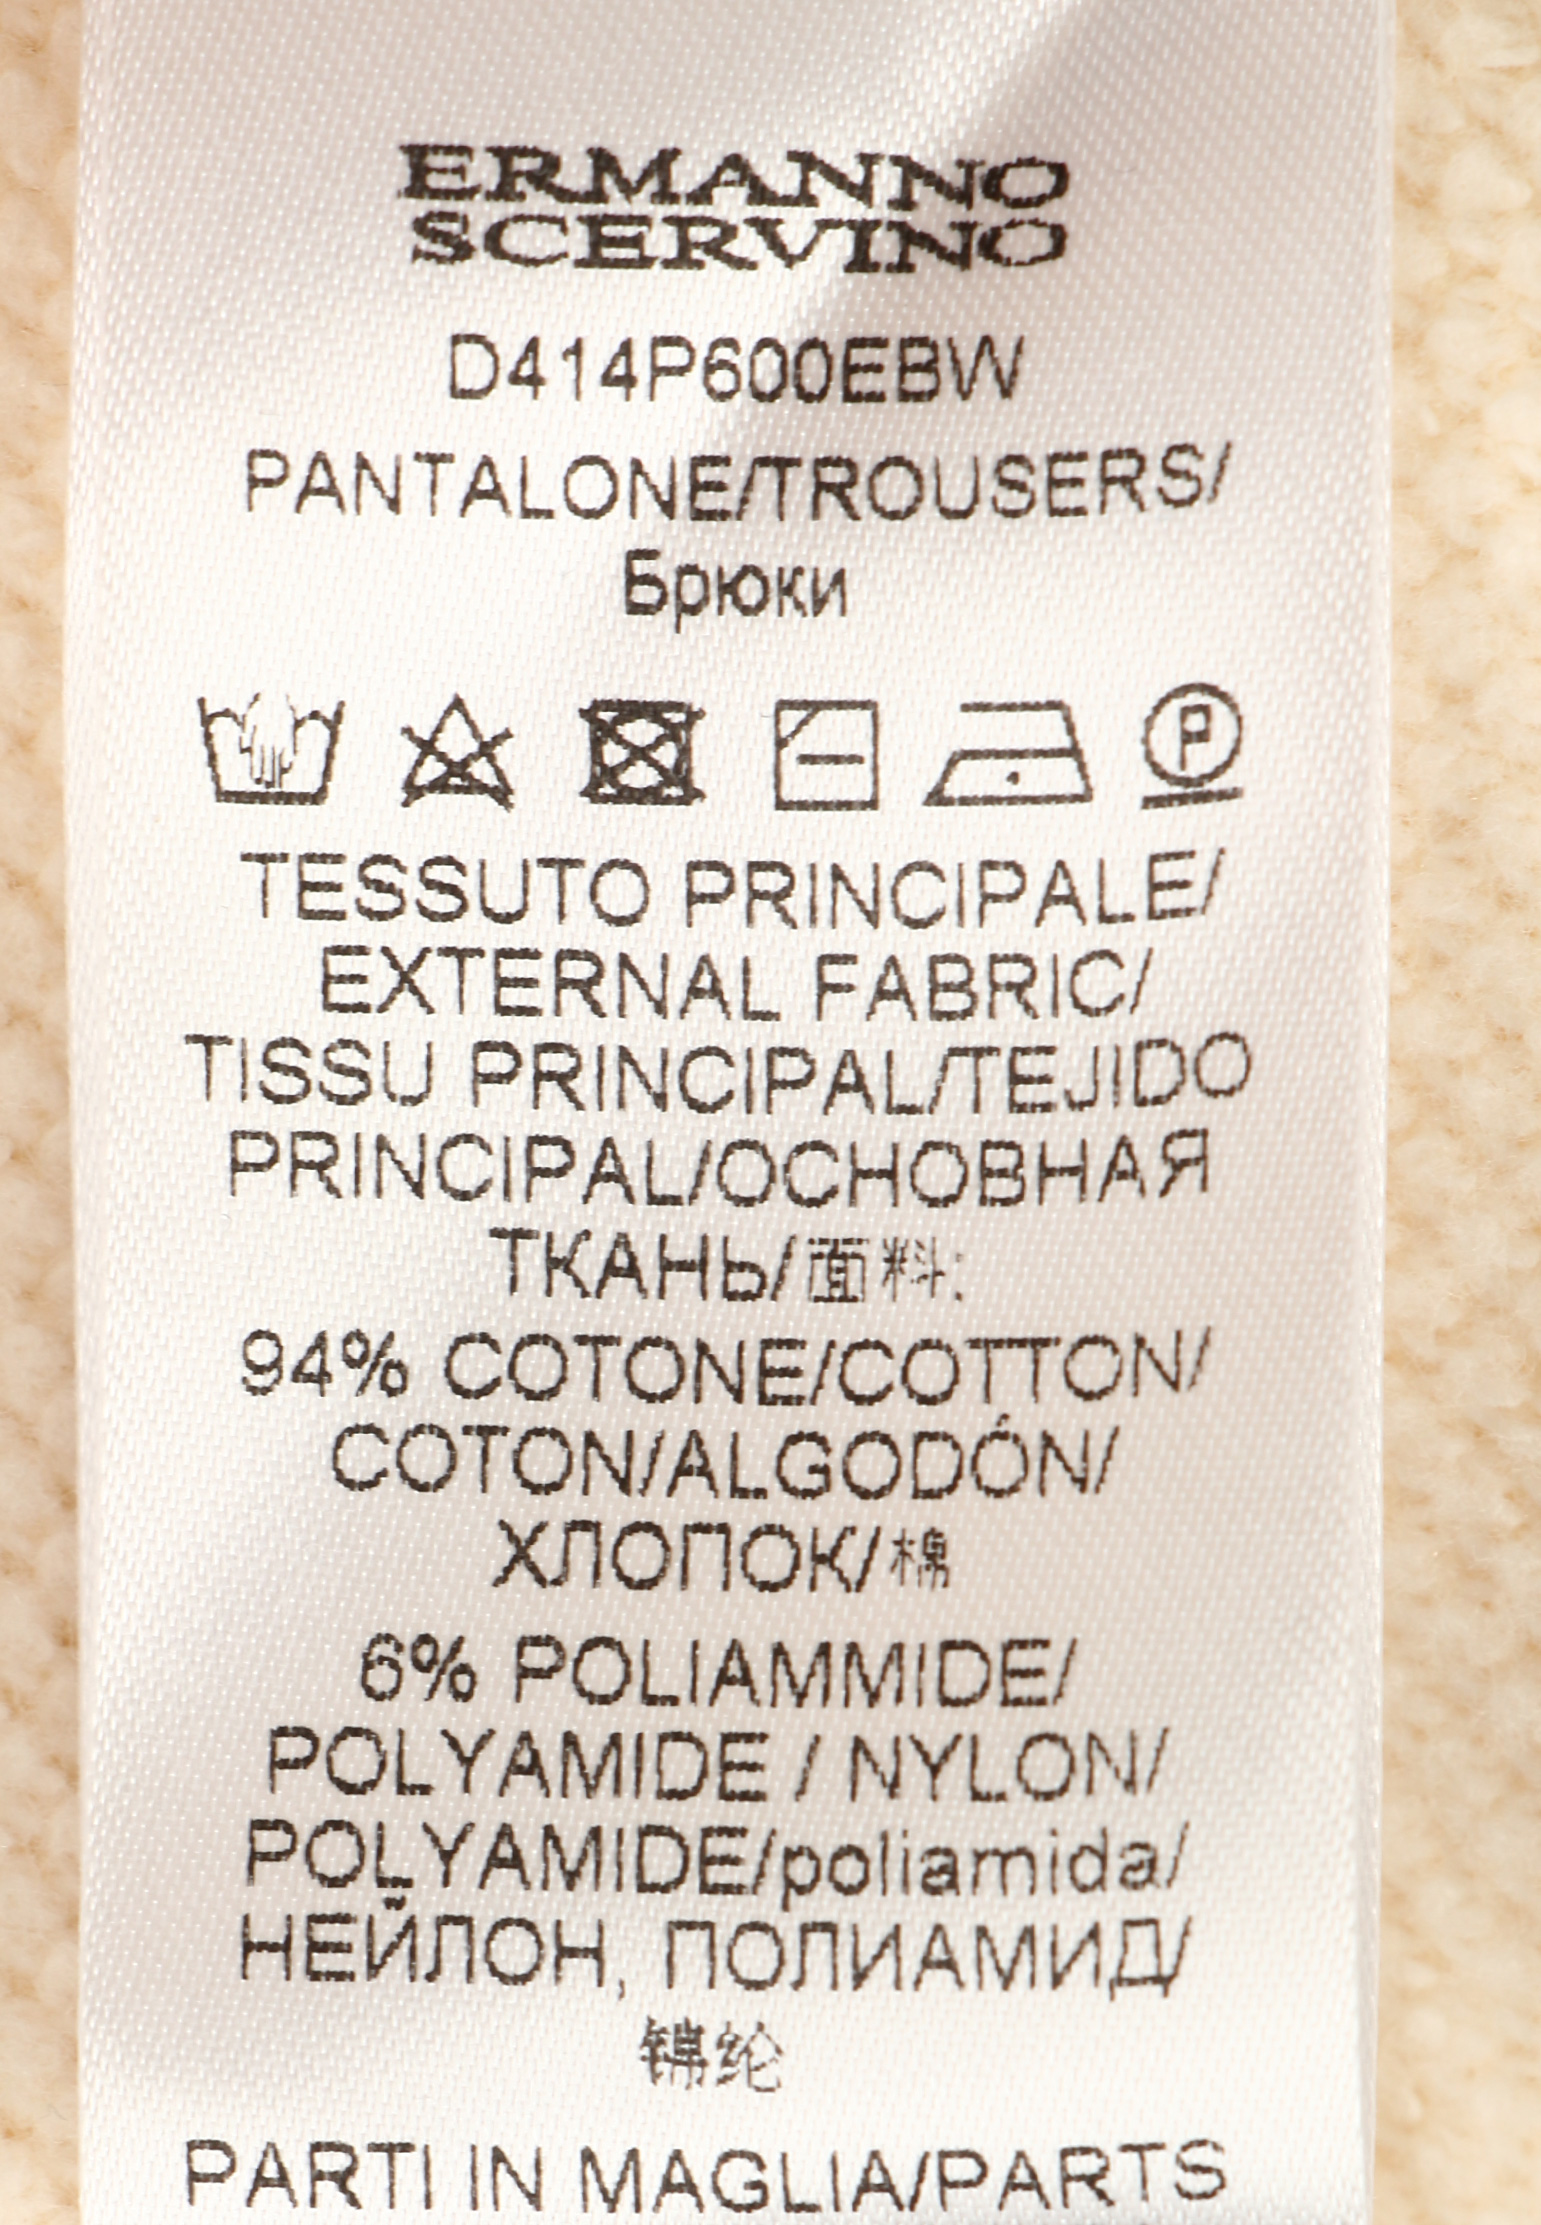 ERMANNO
SCERVINO
D414P600EBW
PANTALONE/TROUSERS/
Брюки
P
TESSUTO PRINCIPALE/
EXTERNAL FABRIC/
TISSU PRINCIPAL/TEJIDO
PRINCIPAL/ОСНОВНАЯ
ТКАНЬ/面料:
94% COTONE/COTTON/
COTON/ALGODÓN/
ХЛОПОК/棉
6% POLIAMMIDE/
POLYAMIDE / NYLON/
POLYAMIDE/poliamida/
НЕЙЛОН, ПОЛИАМИД/
锦纶
PARTI IN MAGLIA/PARTS